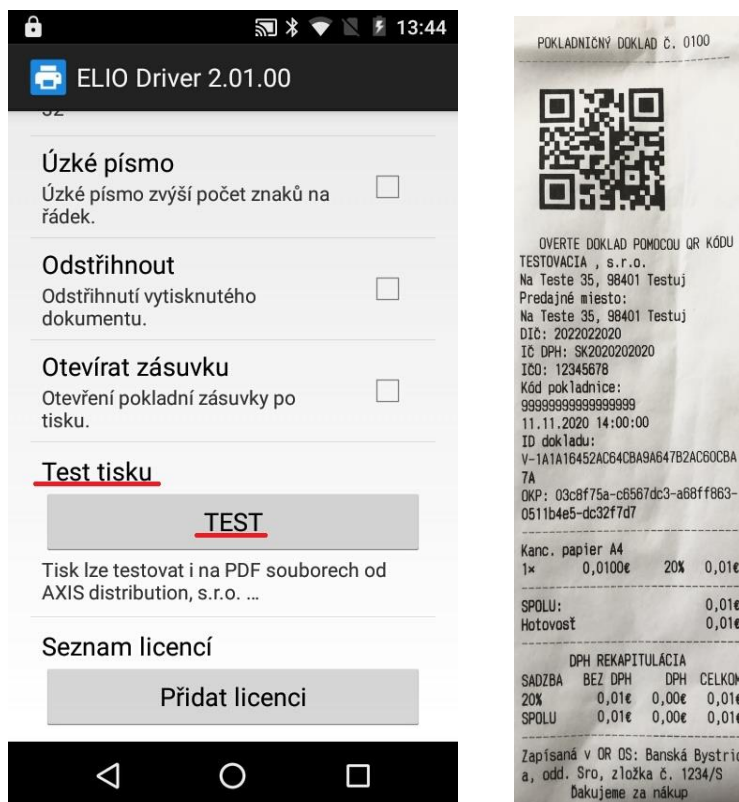 13:44
ELIO Driver 2.01.00
Úzké písmo
Úzké písmo zvýší počet znaků na
řádek.
Odstřihnout
Odstřihnutí vytisknutého
dokumentu.
Otevírat zásuvku
Otevření pokladní zásuvky po
tisku.
Test tisku
TEST
Tisk lze testovat i na PDF souborech od
AXIS distribution, s.r.o. ...
Seznam licencí
Přidat licenci
POKLADNIČNÝ DOKLAD č. 0100
OVERTE DOKLAD POMOCOU QR KÓDU
TESTOVACIA , s.r.o.
Na Teste 35, 98401 Testuj
Predajné miesto:
Na Teste 35, 98401 Testuj
DIČ: 2022022020
IČ DPH: SK2020202020
IČO: 12345678
Kód pokladnice:
99999999999999999
11.11.2020 14:00:00
ID dokladu:
V-1A1A16452AC64CBA9A647B2AC60CBA
7A
OKP: 03c8f75a-c6567dc3-a68ff863-
0511b4e5-dc32f7d7
Kanc. papier A4
1× 0,0100€ 20% 0,01€
SPOLU: 0,01€
Hotovosť 0,01€
DPH REKAPITULÁCIA
SADZBA BEZ DPH DPH CELKOM
20% 0,01€ 0,00€ 0,01€
SPOLU 0,01€ 0,00€ 0,01€
Zapísaná v OR OS: Banská Bystric
a, odd. Sro, zložka č. 1234/S
Ďakujeme za nákup